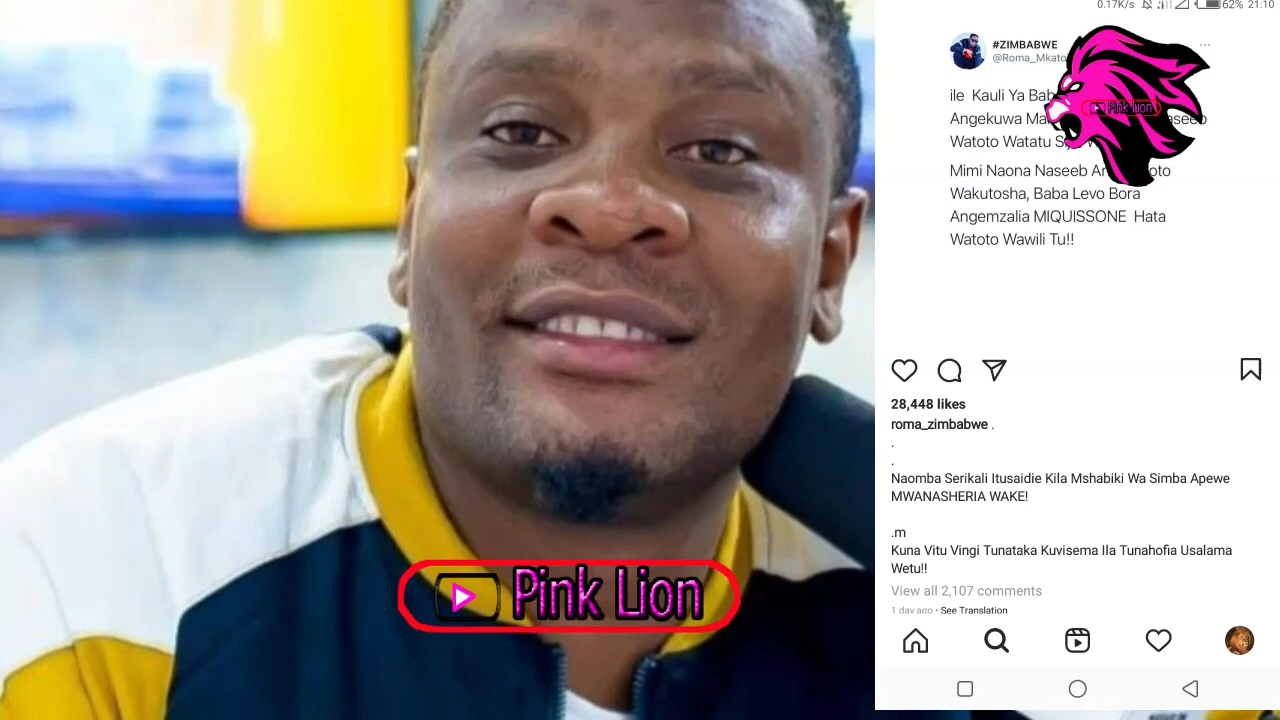 Pink Lion
0.17K/s 62% 21:10
#ZIMBABWE
@Roma_Mkato
Pink Lion
ile Kauli Ya
Angekuwa
Watoto Watatu
Mimi Naona Naseeb
Wakutosha, Baba Levo Bora
Angemzalia MIQUISSONE Hata
Watoto Wawili Tu!!
28,448 likes
roma_zimbabwe .
.
.
Naomba Serikali Itusaidie Kila Mshabiki Wa Simba Apewe
MWANASHERIA WAKE!
.m
Kuna Vitu Vingi Tunataka Kuvisema Ila Tunahofia Usalama
Wetu!!
View all 2,107 comments
1 day ago • See Translation